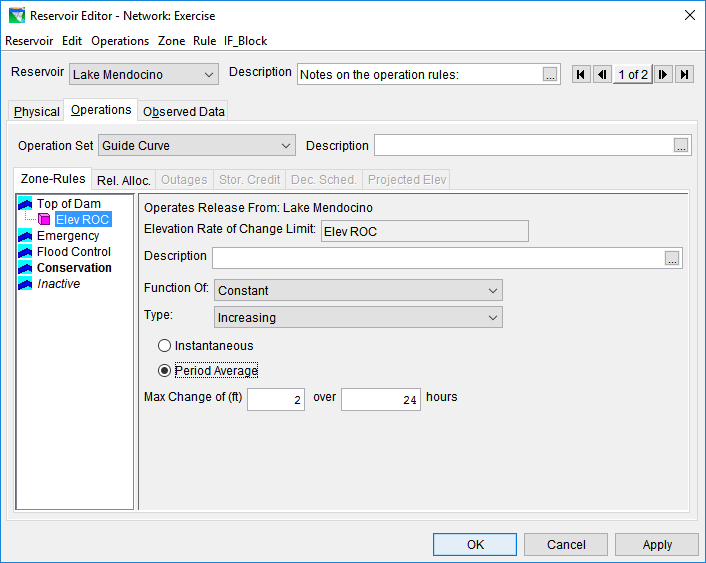 Reservoir Editor - Network: Exercise
Reservoir Edit Operations Zone Rule IF_Block
Reservoir Lake Mendocino Description Notes on the operation rules: ... 1 of 2
Physical Operations Observed Data
Operation Set Guide Curve Description ...
Zone-Rules Rel. Alloc. Outages Stor. Credit Dec. Sched. Projected Elev
Top of Dam
Elev ROC
Emergency
Flood Control
Conservation
Inactive
Operates Release From: Lake Mendocino
Elevation Rate of Change Limit: Elev ROC
Description ...
Function Of: Constant
Type: Increasing
Instantaneous
Period Average
Max Change of (ft) 2 over 24 hours
OK Cancel Apply